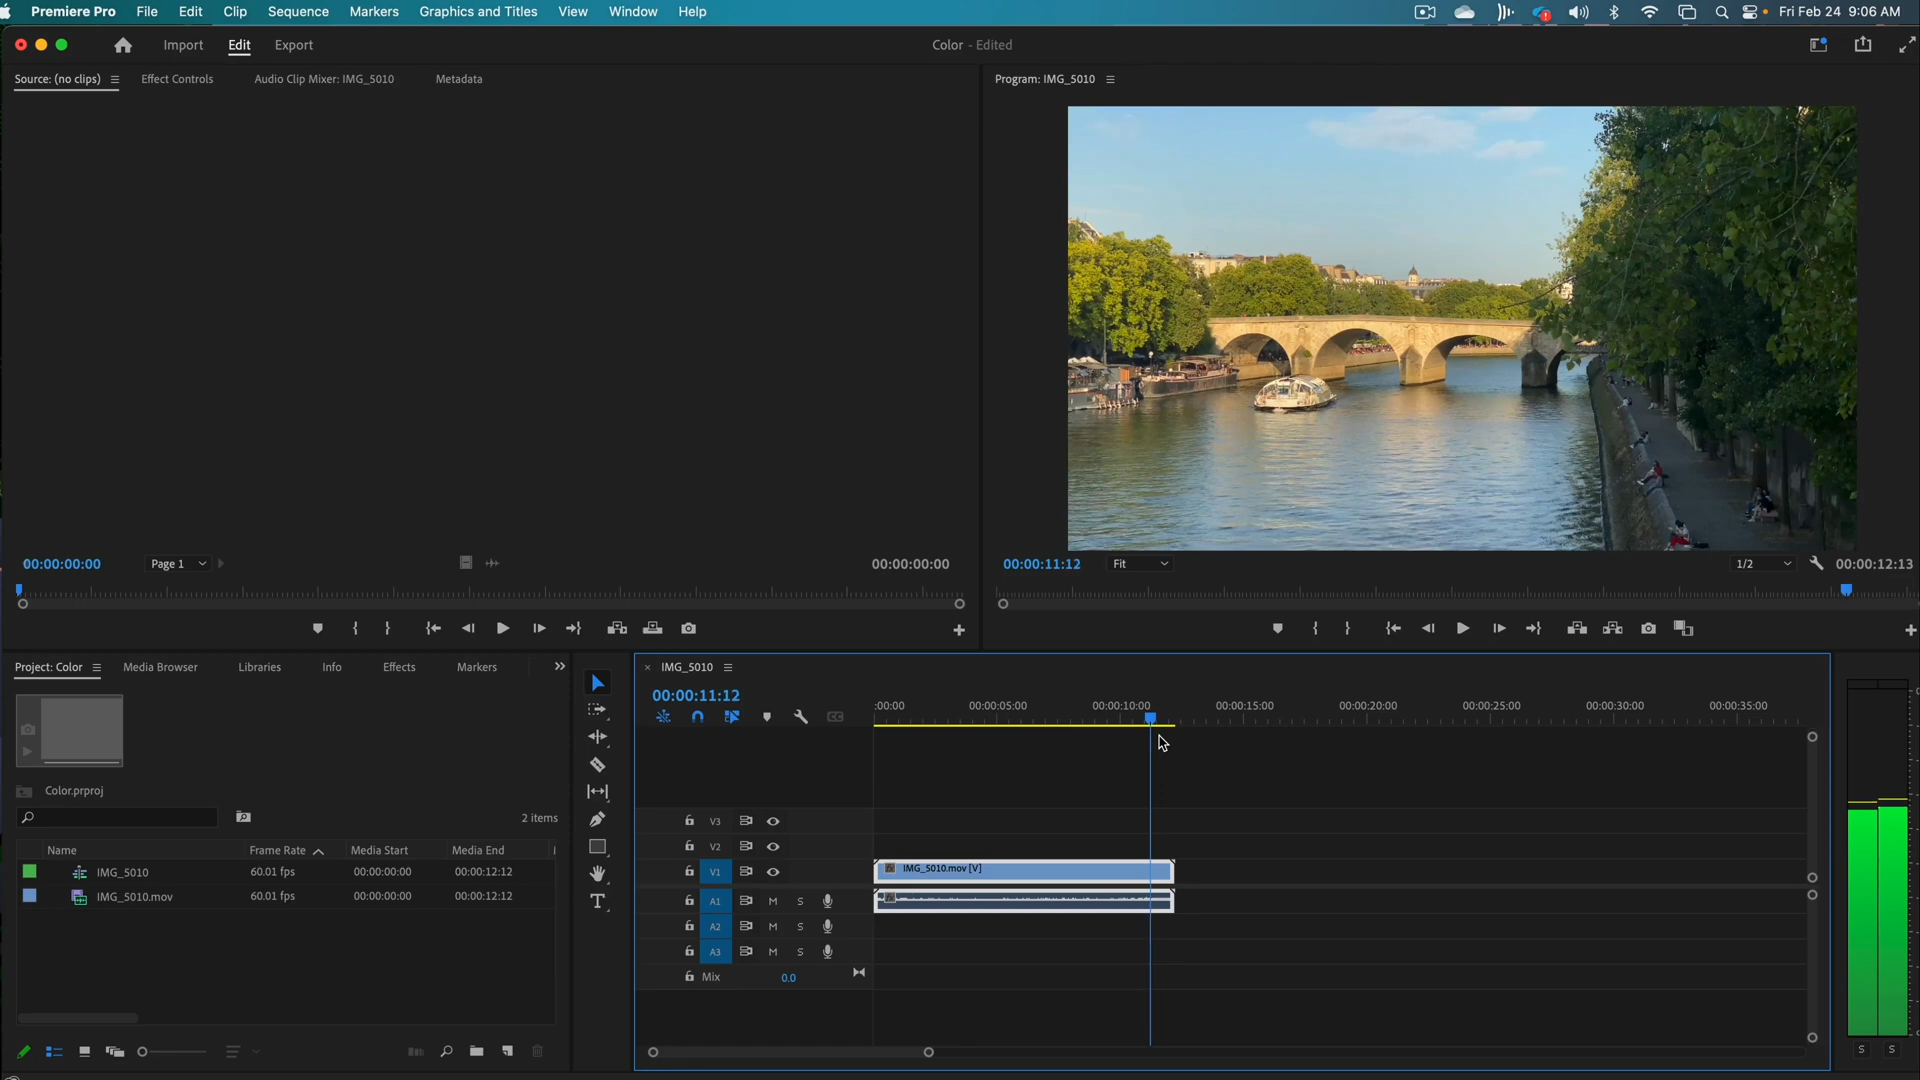 Premiere Pro File Edit Clip Sequence Markers Graphics and Titles View Window Help Fri Feb 24 9:06 AM
Import Edit Export Color - Edited
Source: (no clips) Effect Controls Audio Clip Mixer: IMG_5010 Metadata Program: IMG_5010
00:00:00:00 Page 1 00:00:00:00 00:00:11:12 Fit 1/2 00:00:12:13
Project: Color Media Browser Libraries Info Effects Markers
Color.prproj
2 items
Name Frame Rate Media Start Media End
IMG_5010 60.01 fps 00:00:00:00 00:00:12:12
IMG_5010.mov 60.01 fps 00:00:00:00 00:00:12:12
IMG_5010
00:00:11:12
:00:00 00:00:05:00 00:00:10:00 00:00:15:00 00:00:20:00 00:00:25:00 00:00:30:00 00:00:35:00
CC
V3
V2
V1 IMG_5010.mov [V]
A1 M S
A2 M S
A3 M S
Mix 0.0
S S